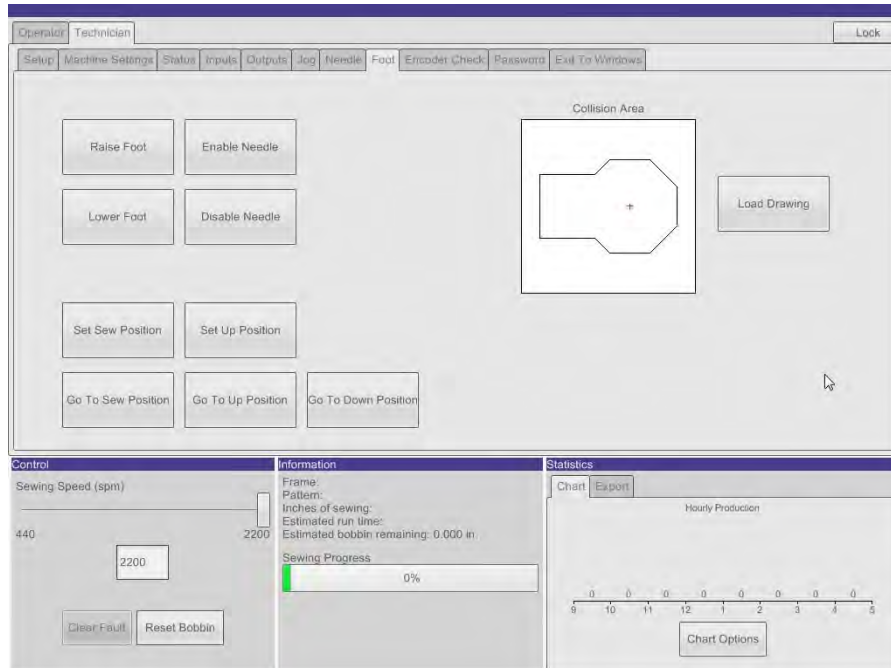 Operator Technician Lock
Setup Machine Settings Status Inputs Outputs Jog Needle Foot Encoder Check Password Exit To Windows
Collision Area
Raise Foot Enable Needle
Load Drawing
Lower Foot Disable Needle
Set Sew Position Set Up Position
Go To Sew Position Go To Up Position Go To Down Position
Control
Sewing Speed (spm)
440 2200
2200
Clear Fault Reset Bobbin
Information
Frame:
Pattern:
Inches of sewing:
Estimated run time:
Estimated bobbin remaining: 0.000 in
Sewing Progress
0%
Statistics
Chart Export
Hourly Production
0 0 0 0 0 0 0 0
9 10 11 12 1 2 3 4 5
Chart Options